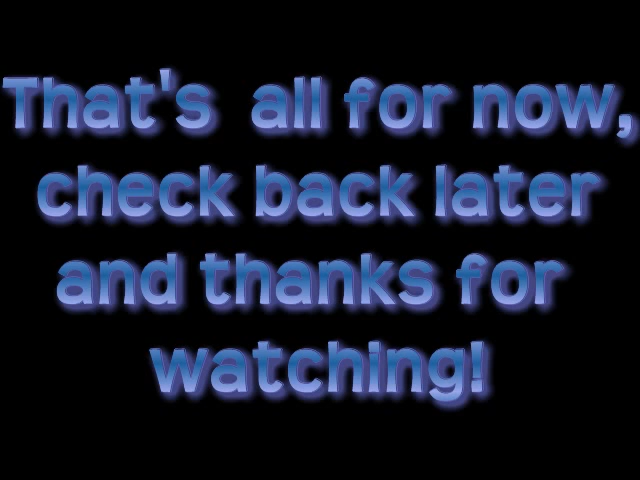 That's all for now,
check back later
and thanks for
watching!